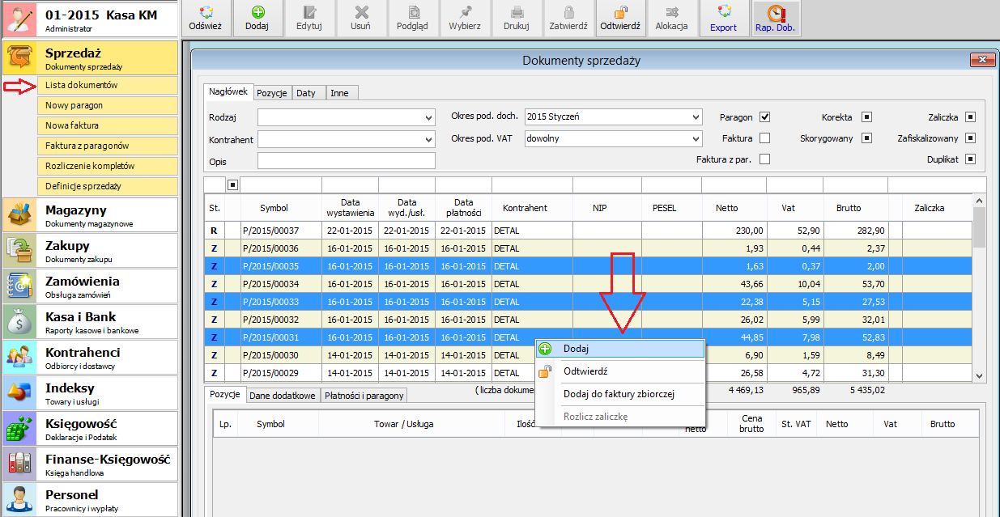 01-2015 Kasa KM
Administrator
Odśwież
Dodaj
Edytuj
Usuń
Podgląd
Wybierz
Drukuj
Zatwierdź
Odtwierdź
Alokacja
Export
Rap. Dob.
Sprzedaż
Dokumenty sprzedaży
Lista dokumentów
Nowy paragon
Nowa faktura
Faktura z paragonów
Rozliczenie kompletów
Definicje sprzedaży
Magazyny
Dokumenty magazynowe
Zakupy
Dokumenty zakupu
Zamówienia
Obsługa zamówień
Kasa i Bank
Raporty kasowe i bankowe
Kontrahenci
Odbiorcy i dostawcy
Indeksy
Towary i usługi
Księgowość
Deklaracje i Podatek
Finanse-Księgowość
Księga handlowa
Personel
Pracownicy i wypłaty
Dokumenty sprzedaży
Nagłówek Pozycje Daty Inne
Rodzaj Okres pod. doch. 2015 Styczeń Paragon Korekta Zaliczka
Kontrahent Okres pod. VAT dowolny Faktura Skorygowany Zafiskalizowany
Opis Faktura z par. Duplikat
St. Symbol Data wystawienia Data wyd./usł. Data płatności Kontrahent NIP PESEL Netto Vat Brutto Zaliczka
R P/2015/00037 22-01-2015 22-01-2015 22-01-2015 DETAL 230,00 52,90 282,90
Z P/2015/00036 16-01-2015 16-01-2015 16-01-2015 DETAL 1,93 0,44 2,37
Z P/2015/00035 16-01-2015 16-01-2015 16-01-2015 DETAL 1,63 0,37 2,00
Z P/2015/00034 16-01-2015 16-01-2015 16-01-2015 DETAL 43,66 10,04 53,70
Z P/2015/00033 16-01-2015 16-01-2015 16-01-2015 DETAL 22,38 5,15 27,53
Z P/2015/00032 16-01-2015 16-01-2015 16-01-2015 DETAL 26,02 5,99 32,01
Z P/2015/00031 16-01-2015 16-01-2015 16-01-2015 DETAL 44,85 7,98 52,83
Z P/2015/00030 14-01-2015 14-01-2015 14-01-2015 DETAL 6,90 1,59 8,49
Z P/2015/00029 14-01-2015 14-01-2015 14-01-2015 DETAL 26,58 4,72 31,30
(liczba dokume 4 469,13 965,89 5 435,02
Dodaj
Odtwierdź
Dodaj do faktury zbiorczej
Rozlicz zaliczkę
Pozycje Dane dodatkowe Płatności i paragony
Lp. Symbol Towar / Usługa Ilość netto Cena brutto St. VAT Netto Vat Brutto